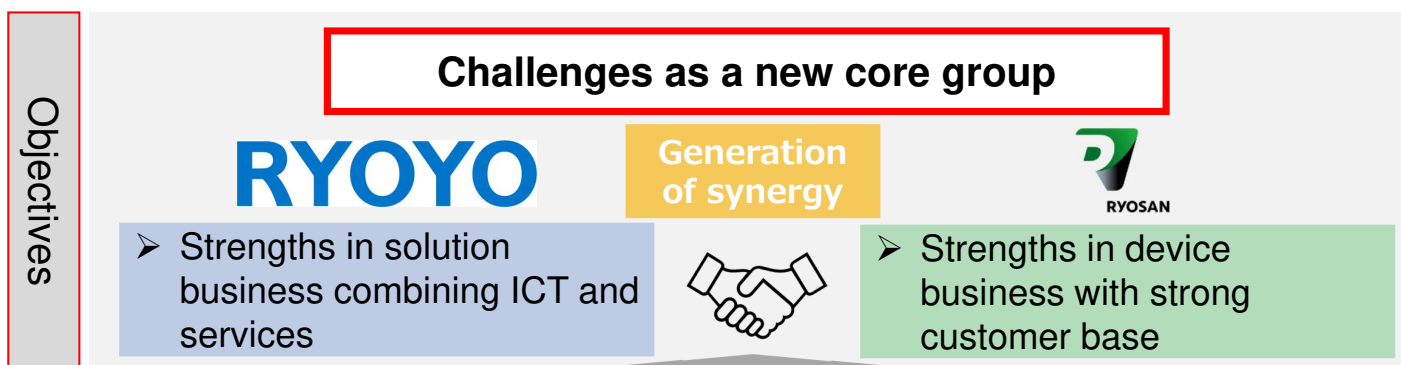 Objectives
Challenges as a new core group
RYOYO
Generation
of synergy
RYOSAN
➢ Strengths in solution
business combining ICT and
services
➢ Strengths in device
business with strong
customer base